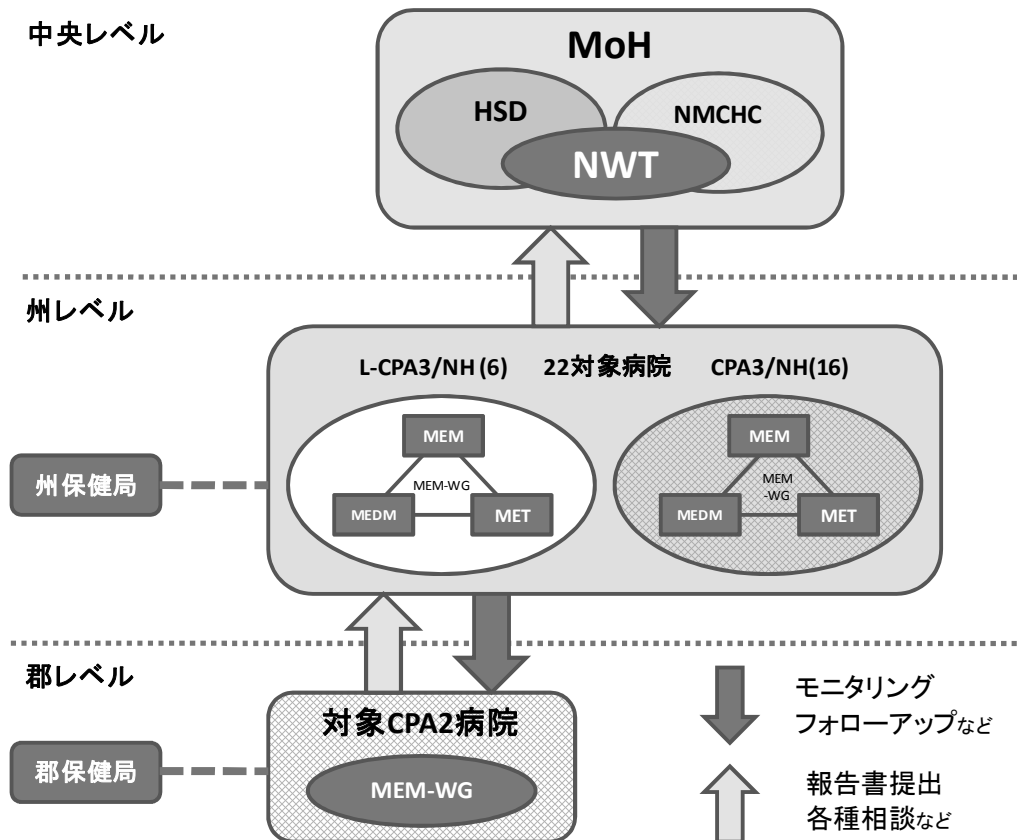 中央レベル
MoH
HSD
NMCHC
NWT
州レベル
L-CPA3/NH (6) 22対象病院 CPA3/NH(16)
MEM
MEM-WG
MEDM
MET
MEM
MEM
-WG
MEDM
MET
州保健局
郡レベル
対象CPA2病院
MEM-WG
郡保健局
モニタリング
フォローアップなど
報告書提出
各種相談など